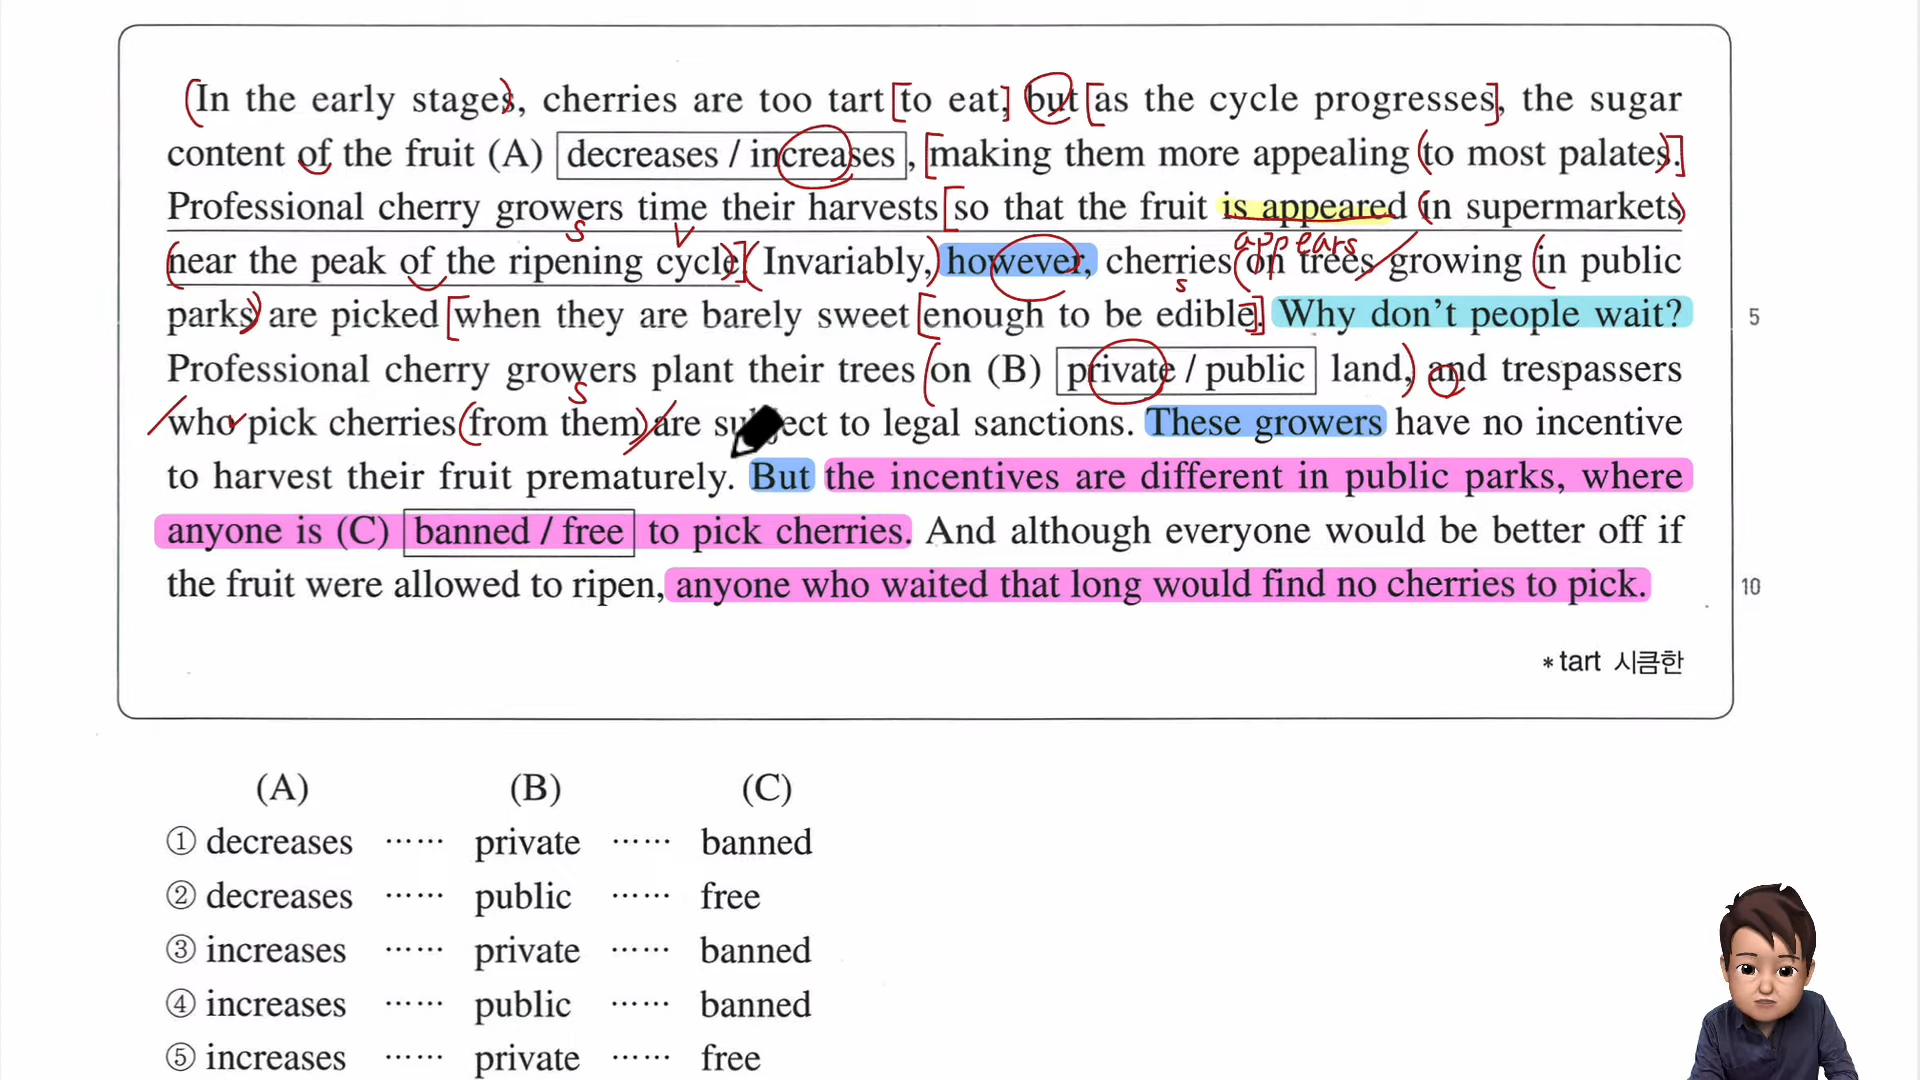 (In the early stages), cherries are too tart [to eat,] but [as the cycle progresses], the sugar
content of the fruit (A) decreases / increases, [making them more appealing (to most palates).]
Professional cherry growers time their harvests [so that the fruit is appeared (in supermarkets)
s v appears
(near the peak of the ripening cycle)] (Invariably,) however, cherries (on trees / growing (in public
s
parks) are picked [when they are barely sweet [enough to be edible]. Why don't people wait?
5
Professional cherry growers plant their trees (on (B) private / public land,) and trespassers
s
/ who pick cherries (from them) / are subject to legal sanctions. These growers have no incentive
to harvest their fruit prematurely. But the incentives are different in public parks, where
anyone is (C) banned / free to pick cherries. And although everyone would be better off if
the fruit were allowed to ripen, anyone who waited that long would find no cherries to pick.
10
*tart 시큼한
(A) (B) (C)
① decreases …… private …… banned
② decreases …… public …… free
③ increases …… private …… banned
④ increases …… public …… banned
⑤ increases …… private …… free